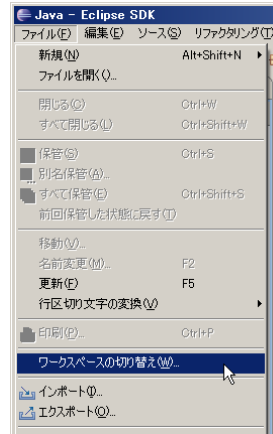 Java - Eclipse SDK
ファイル(F) 編集(E) ソース(S) リファクタリング(T)
新規(N) Alt+Shift+N
ファイルを開く()...
閉じる(C) Ctrl+W
すべて閉じる(L) Ctrl+Shift+W
保管(S) Ctrl+S
別名保管(A)...
すべて保管(E) Ctrl+Shift+S
前回保管した状態に戻す(T)
移動(V)...
名前変更(M)... F2
更新(F) F5
行区切り文字の変換(V)
印刷(P)... Ctrl+P
ワークスペースの切り替え(W)...
インポート(I)...
エクスポート(O)...